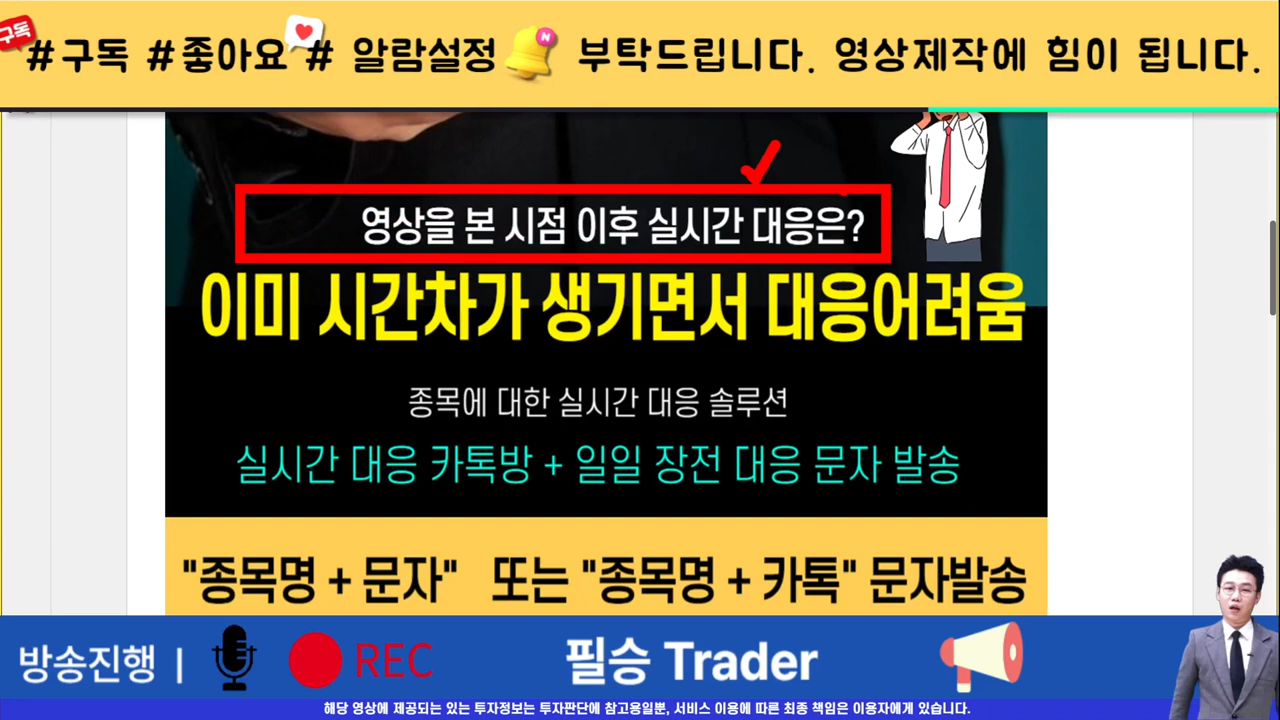 구독
#구독 #좋아요 # 알람설정 부탁드립니다. 영상제작에 힘이 됩니다.
N
영상을 본 시점 이후 실시간 대응은?
이미 시간차가 생기면서 대응어려움
종목에 대한 실시간 대응 솔루션
실시간 대응 카톡방 + 일일 장전 대응 문자 발송
"종목명 + 문자" 또는 "종목명 + 카톡" 문자발송
방송진행 | REC 필승 Trader
해당 영상에 제공되는 있는 투자정보는 투자판단에 참고용일뿐, 서비스 이용에 따른 최종 책임은 이용자에게 있습니다.